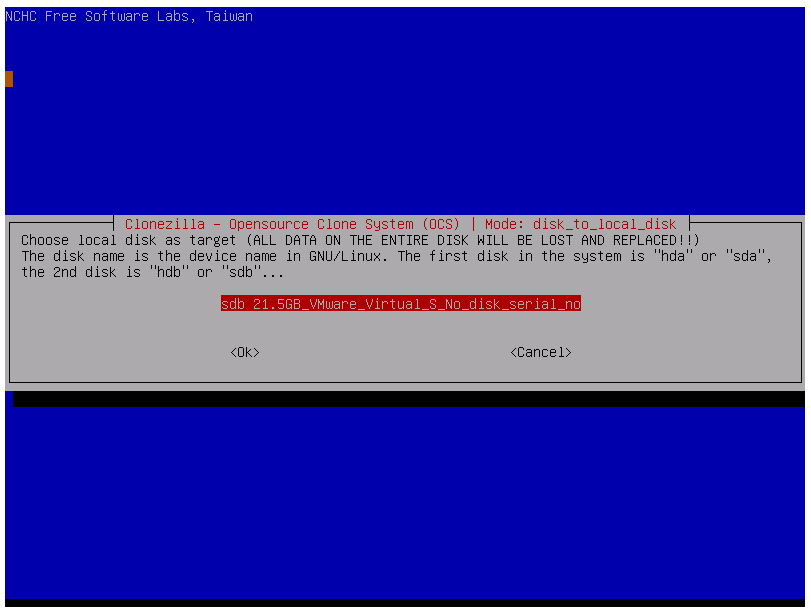 NCHC Free Software Labs, Taiwan
Clonezilla - Opensource Clone System (OCS) | Mode: disk_to_local_disk
Choose local disk as target (ALL DATA ON THE ENTIRE DISK WILL BE LOST AND REPLACED!!)
The disk name is the device name in GNU/Linux. The first disk in the system is "hda" or "sda",
the 2nd disk is "hdb" or "sdb"...
sdb 21.5GB_VMware_Virtual_S_No_disk_serial_no
<Ok> <Cancel>